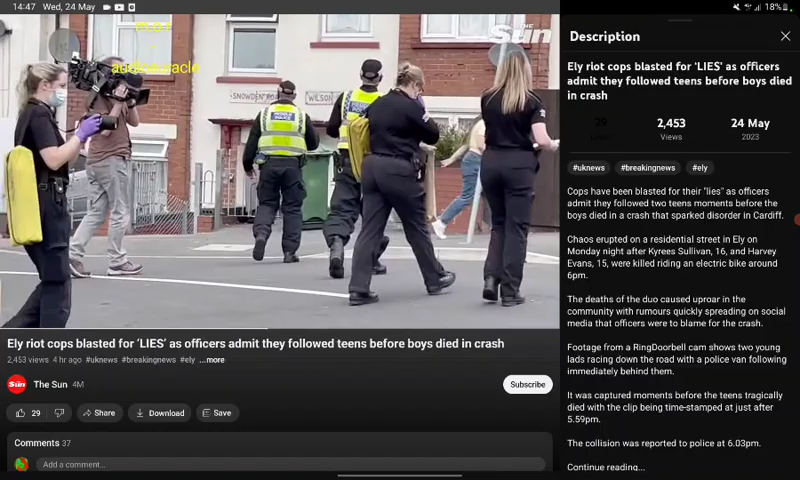 14:47 Wed, 24 May
18%
M.O.T
audiomiracle
THE
Sun
SNOWDEN ROAD
WILSON
POLICE
Ely riot cops blasted for ‘LIES’ as officers admit they followed teens before boys died in crash
2,453 views 4 hr ago #uknews #breakingnews #ely ...more
Sun
The Sun 4M
Subscribe
29
Share
Download
Save
Comments 37
Add a comment...
Description
Ely riot cops blasted for ‘LIES’ as officers
admit they followed teens before boys died
in crash
29 2,453 24 May
Likes Views 2023
#uknews #breakingnews #ely
Cops have been blasted for their "lies" as officers
admit they followed two teens moments before the
boys died in a crash that sparked disorder in Cardiff.
Chaos erupted on a residential street in Ely on
Monday night after Kyrees Sullivan, 16, and Harvey
Evans, 15, were killed riding an electric bike around
6pm.
The deaths of the duo caused uproar in the
community with rumours quickly spreading on social
media that officers were to blame for the crash.
Footage from a RingDoorbell cam shows two young
lads racing down the road with a police van following
immediately behind them.
It was captured moments before the teens tragically
died with the clip being time-stamped at just after
5.59pm.
The collision was reported to police at 6.03pm.
Continue reading...